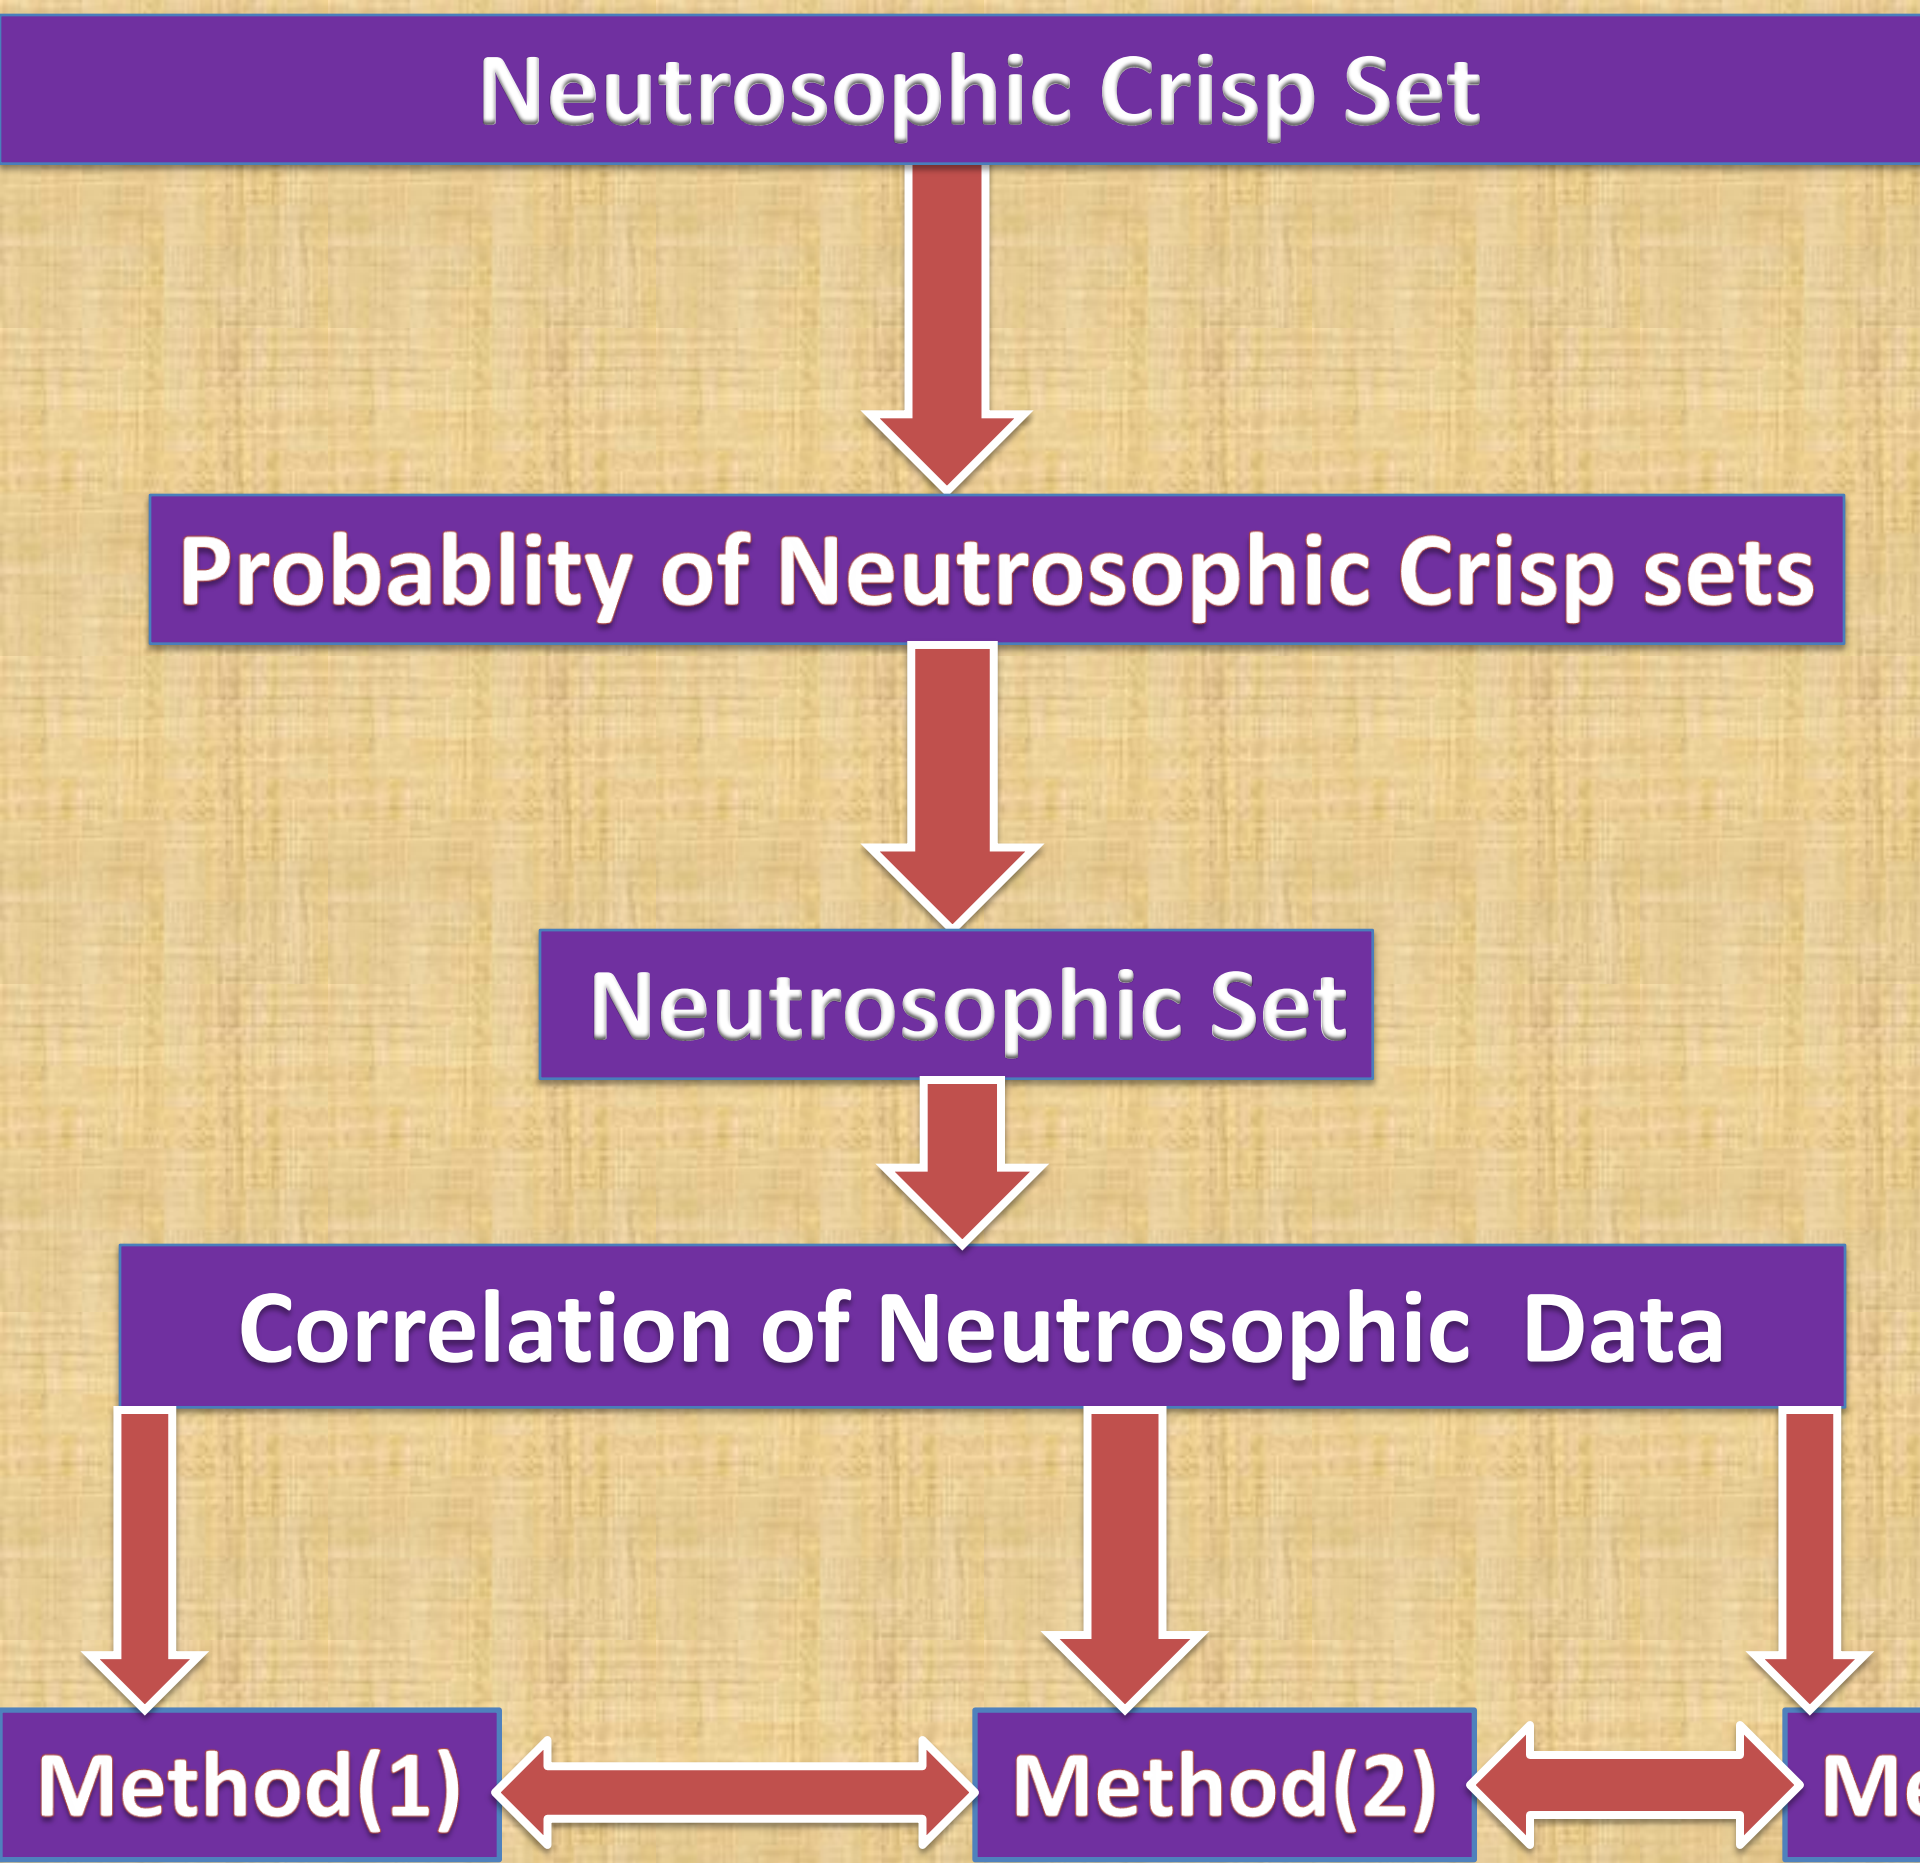 Neutrosophic Crisp Set
Probablity of Neutrosophic Crisp sets
Neutrosophic Set
Correlation of Neutrosophic Data
Method(1)
Method(2)